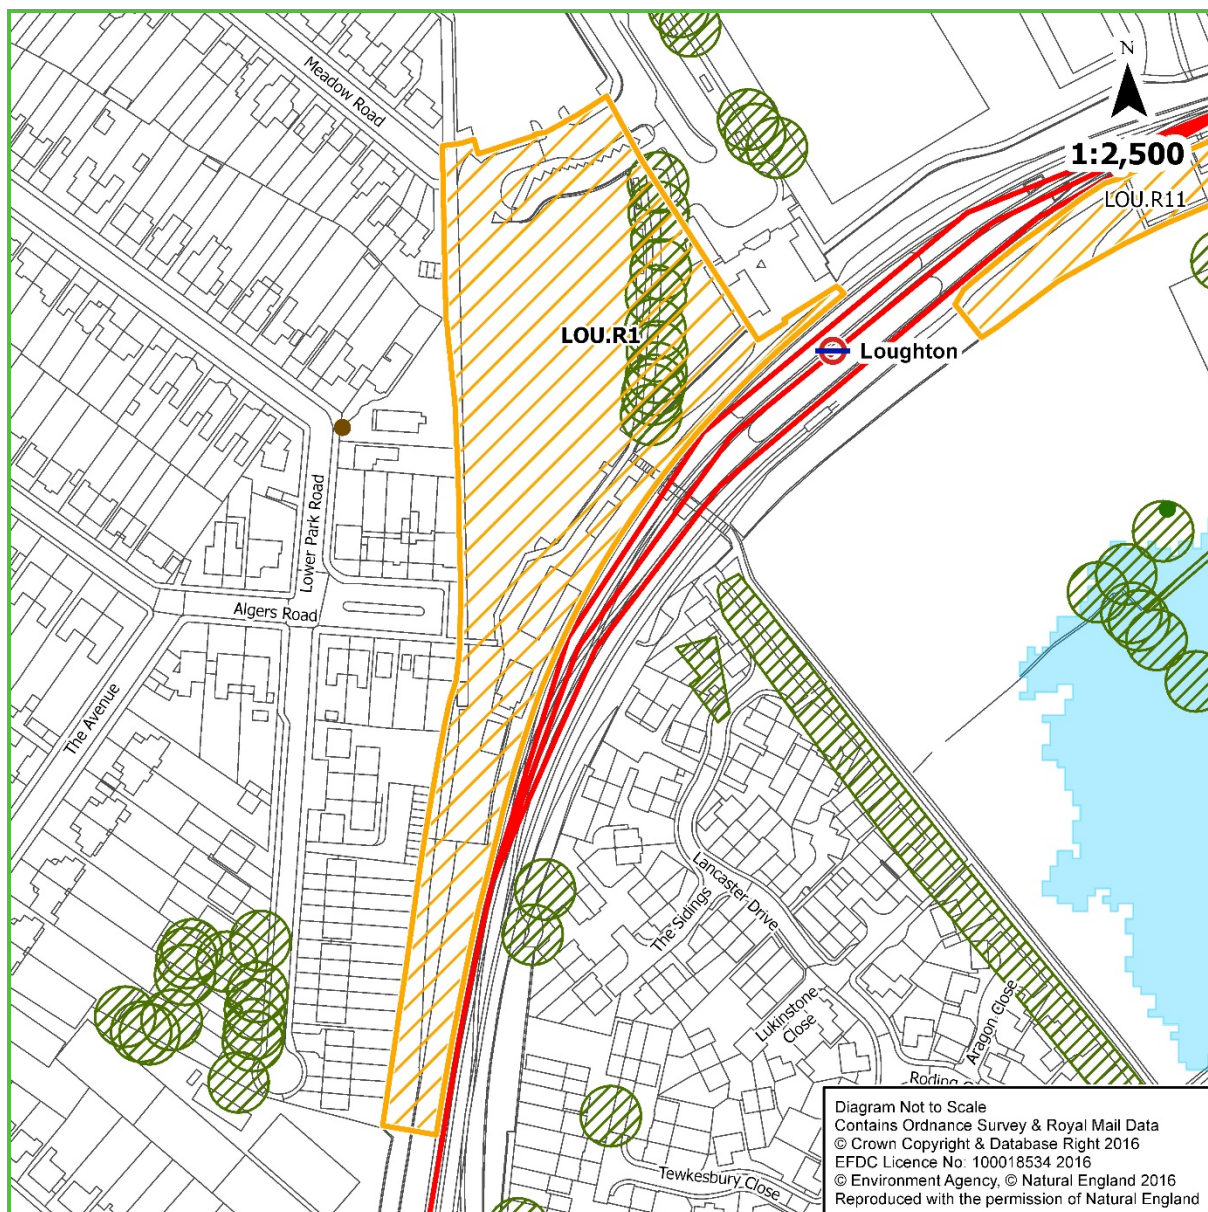 Meadow Road
N
1:2,500
LOU.R11
LOU.R1
Loughton
Lower Park Road
Algers Road
The Avenue
Lancaster Drive
The Sidings
Lukinstone
Close
Aragon Close
Roding
Tewkesbury Close
Diagram Not to Scale
Contains Ordnance Survey & Royal Mail Data
© Crown Copyright & Database Right 2016
EFDC Licence No: 100018534 2016
© Environment Agency, © Natural England 2016
Reproduced with the permission of Natural England